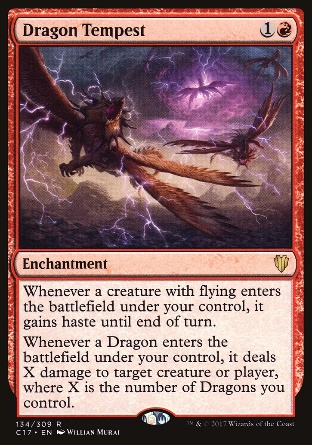 Dragon Tempest 1
Enchantment
Whenever a creature with flying enters
the battlefield under your control, it
gains haste until end of turn.
Whenever a Dragon enters the
battlefield under your control, it deals
X damage to target creature or player,
where X is the number of Dragons you
control.
134/309 R
C17 • EN Willian Murai
™ & © 2017 Wizards of the Coast